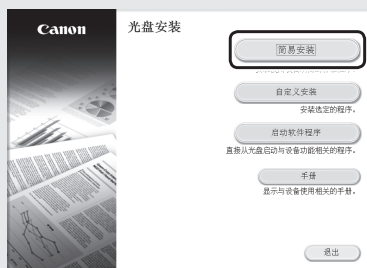 Canon
光盘安装
简易安装
自定义安装
安装选定的程序。
启动软件程序
直接从光盘启动与设备功能相关的程序。
手册
显示与设备使用相关的手册。
退出